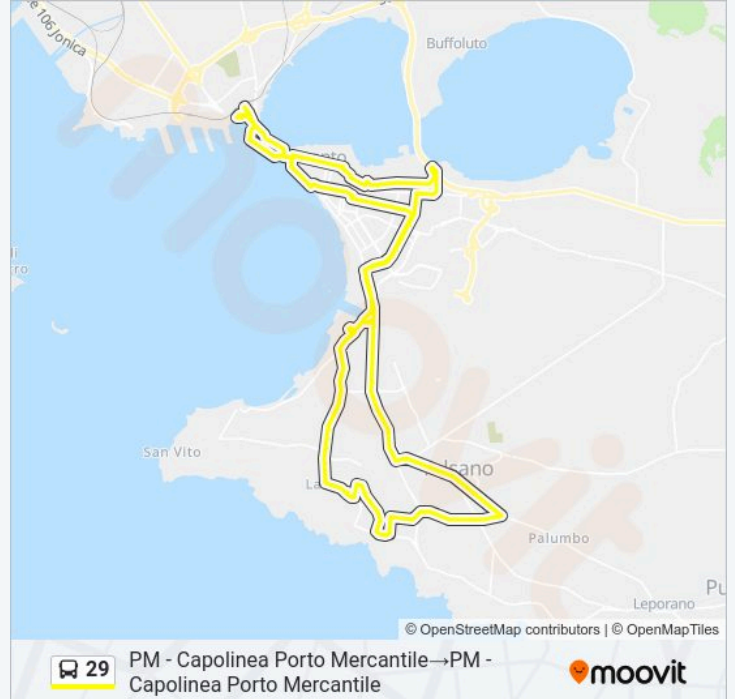 e 106 Jonica
Buffoluto
San Vito
Palumbo
Leporano
© OpenStreetMap contributors | © OpenMapTiles
29
PM - Capolinea Porto Mercantile→PM -
Capolinea Porto Mercantile
moovit